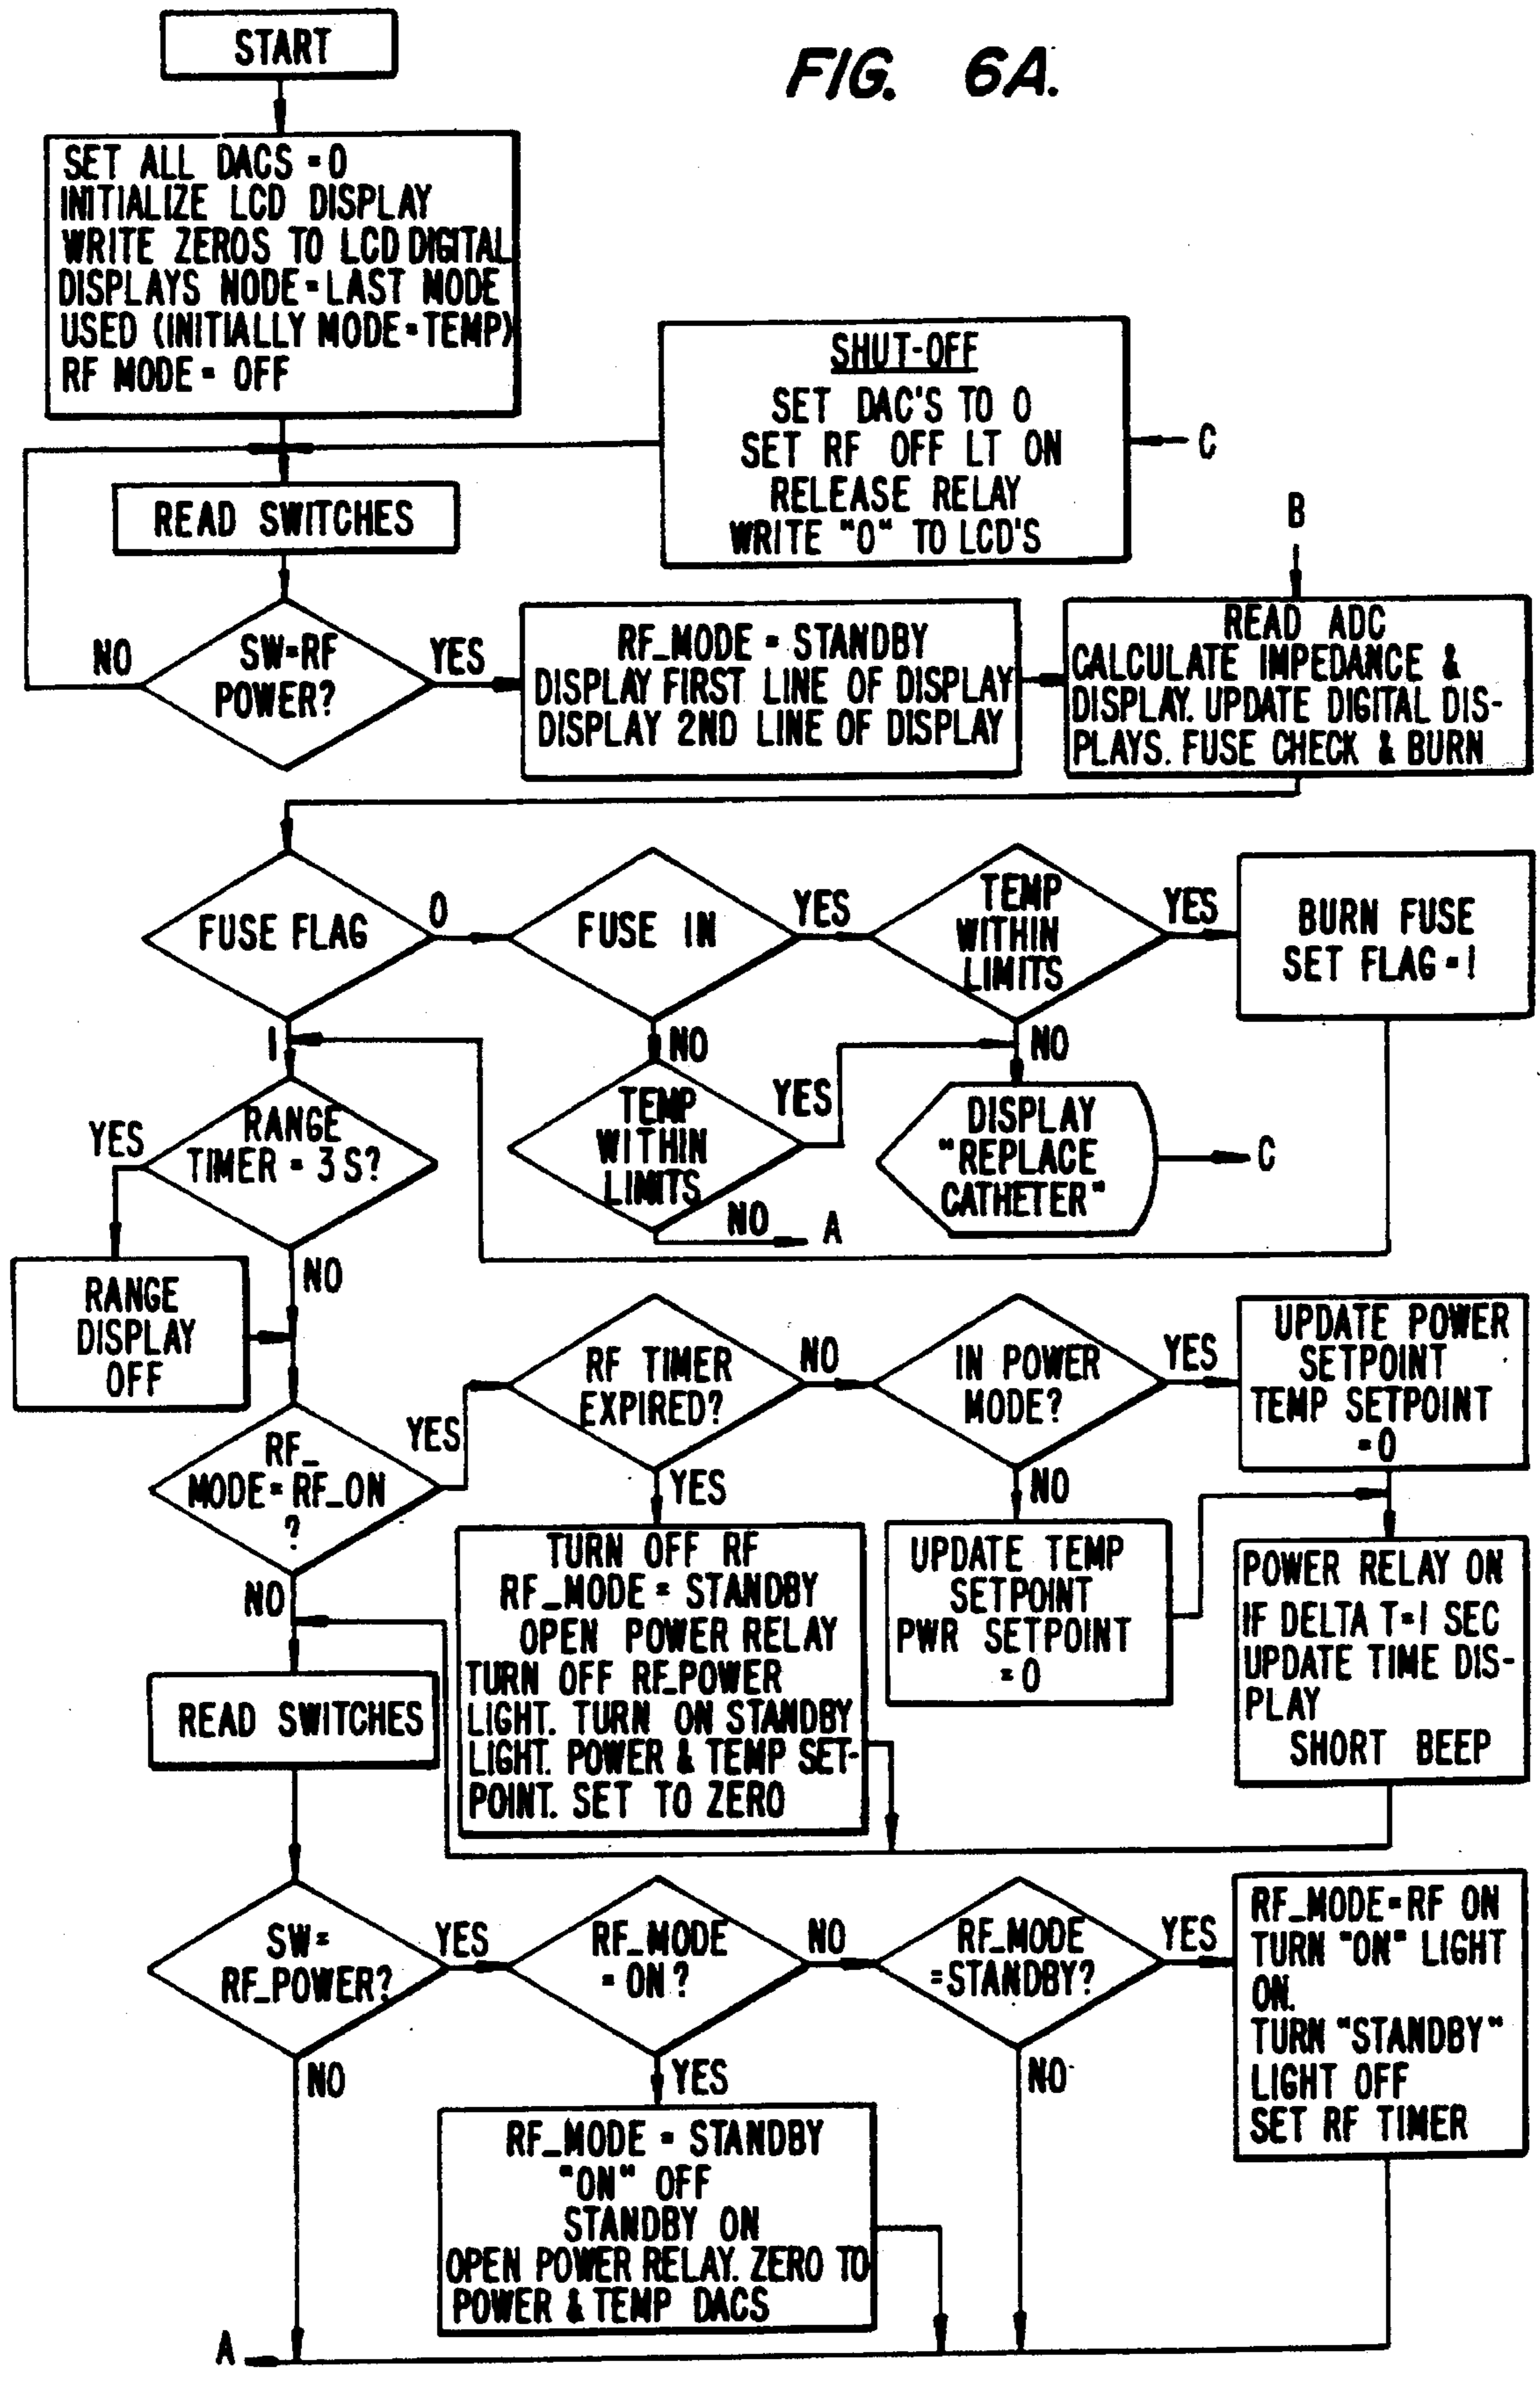 START
FIG. 6A.
SET ALL DACS = 0
INITIALIZE LCD DISPLAY
WRITE ZEROS TO LCD DIGITAL
DISPLAYS NODE = LAST MODE
USED (INITIALLY MODE = TEMP)
RF MODE = OFF
SHUT-OFF
SET DAC'S TO 0
SET RF OFF LT ON
RELEASE RELAY
WRITE "0" TO LCD'S
C
READ SWITCHES
B
NO
SW=RF
POWER?
YES
RF_MODE = STANDBY
DISPLAY FIRST LINE OF DISPLAY
DISPLAY 2ND LINE OF DISPLAY
READ ADC
CALCULATE IMPEDANCE &
DISPLAY. UPDATE DIGITAL DIS-
PLAYS. FUSE CHECK & BURN
FUSE FLAG
0
FUSE IN
YES
TEMP
WITHIN
LIMITS
YES
BURN FUSE
SET FLAG = 1
1
NO
NO
RANGE
TIMER = 3 S?
YES
TEMP
WITHIN
LIMITS
YES
NO
A
DISPLAY
"REPLACE
CATHETER"
C
NO
RANGE
DISPLAY
OFF
RF_
MODE = RF_ON
?
YES
RF TIMER
EXPIRED?
NO
IN POWER
MODE?
YES
UPDATE POWER
SETPOINT
TEMP SETPOINT
= 0
NO
YES
NO
TURN OFF RF
RF_MODE = STANDBY
OPEN POWER RELAY
TURN OFF RF_POWER
LIGHT. TURN ON STANDBY
LIGHT. POWER & TEMP SET-
POINT. SET TO ZERO
UPDATE TEMP
SETPOINT
PWR SETPOINT
= 0
POWER RELAY ON
IF DELTA T=1 SEC
UPDATE TIME DIS-
PLAY
SHORT BEEP
READ SWITCHES
SW=
RF_POWER?
YES
RF_MODE
= ON?
NO
RF_MODE
=STANDBY?
YES
RF_MODE=RF ON
TURN "ON" LIGHT
ON.
TURN "STANDBY"
LIGHT OFF
SET RF TIMER
NO
YES
NO
RF_MODE = STANDBY
"ON" OFF
STANDBY ON
OPEN POWER RELAY. ZERO TO
POWER & TEMP DACS
A